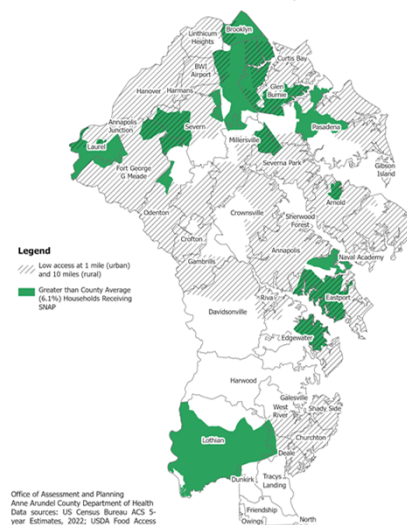 Brooklyn
Linthicum
Heights
BWI
Airport
Curtis Bay
Hanover
Harmans
Glen
Burnie
Annapolis
Junction
Severn
Pasadena
Laurel
Millersville
Fort George
G Meade
Severna Park
Gibson
Island
Arnold
Odenton
Crownsville
Sherwood
Forest
Crofton
Annapolis
Gambrills
Naval Academy
Legend
Low access at 1 mile (urban)
and 10 miles (rural)
Greater than County Average
(6.1%) Households Receiving
SNAP
Riva
Eastport
Davidsonville
Edgewater
Harwood
Galesville
West
River
Shady Side
Lothian
Churchton
Deale
Dunkirk
Tracys
Landing
Friendship
Owings
North
Office of Assessment and Planning
Anne Arundel County Department of Health
Data sources: US Census Bureau ACS 5-
year Estimates, 2022; USDA Food Access